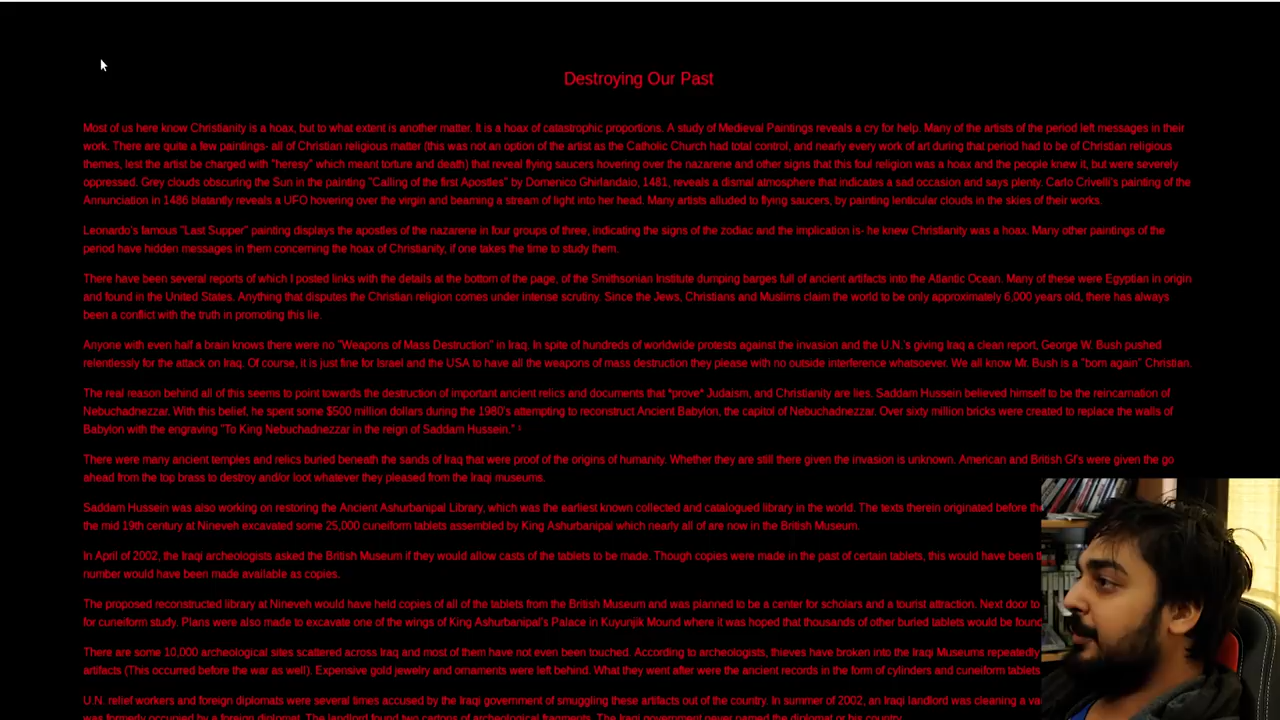 Destroying Our Past
Most of us here know Christianity is a hoax, but to what extent is another matter. It is a hoax of catastrophic proportions. A study of Medieval Paintings reveals a cry for help. Many of the artists of the period left messages in their
work. There are quite a few paintings- all of Christian religious matter (this was not an option of the artist as the Catholic Church had total control, and nearly every work of art during that period had to be of Christian religious
themes, lest the artist be charged with "heresy" which meant torture and death) that reveal flying saucers hovering over the nazarene and other signs that this foul religion was a hoax and the people knew it, but were severely
oppressed. Grey clouds obscuring the Sun in the painting "Calling of the first Apostles" by Domenico Ghirlandaio, 1481, reveals a dismal atmosphere that indicates a sad occasion and says plenty. Carlo Crivelli's painting of the
Annunciation in 1486 blatantly reveals a UFO hovering over the virgin and beaming a stream of light into her head. Many artists alluded to flying saucers, by painting lenticular clouds in the skies of their works.
Leonardo's famous "Last Supper" painting displays the apostles of the nazarene in four groups of three, indicating the signs of the zodiac and the implication is- he knew Christianity was a hoax. Many other paintings of the
period have hidden messages in them concerning the hoax of Christianity, if one takes the time to study them.
There have been several reports of which I posted links with the details at the bottom of the page, of the Smithsonian Institute dumping barges full of ancient artifacts into the Atlantic Ocean. Many of these were Egyptian in origin
and found in the United States. Anything that disputes the Christian religion comes under intense scrutiny. Since the Jews, Christians and Muslims claim the world to be only approximately 6,000 years old, there has always
been a conflict with the truth in promoting this lie.
Anyone with even half a brain knows there were no "Weapons of Mass Destruction" in Iraq. In spite of hundreds of worldwide protests against the invasion and the U.N.'s giving Iraq a clean report, George W. Bush pushed
relentlessly for the attack on Iraq. Of course, it is just fine for Israel and the USA to have all the weapons of mass destruction they please with no outside interference whatsoever. We all know Mr. Bush is a "born again" Christian.
The real reason behind all of this seems to point towards the destruction of important ancient relics and documents that *prove* Judaism, and Christianity are lies. Saddam Hussein believed himself to be the reincarnation of
Nebuchadnezzar. With this belief, he spent some $500 million dollars during the 1980's attempting to reconstruct Ancient Babylon, the capitol of Nebuchadnezzar. Over sixty million bricks were created to replace the walls of
Babylon with the engraving "To King Nebuchadnezzar in the reign of Saddam Hussein." ¹
There were many ancient temples and relics buried beneath the sands of Iraq that were proof of the origins of humanity. Whether they are still there given the invasion is unknown. American and British GI's were given the go
ahead from the top brass to destroy and/or loot whatever they pleased from the Iraqi museums.
Saddam Hussein was also working on restoring the Ancient Ashurbanipal Library, which was the earliest known collected and catalogued library in the world. The texts therein originated before
the mid 19th century at Nineveh excavated some 25,000 cuneiform tablets assembled by King Ashurbanipal which nearly all of are now in the British Museum.
In April of 2002, the Iraqi archeologists asked the British Museum if they would allow casts of the tablets to be made. Though copies were made in the past of certain tablets, this would have been
number would have been made available as copies.
The proposed reconstructed library at Nineveh would have held copies of all of the tablets from the British Museum and was planned to be a center for scholars and a tourist attraction. Next door to
for cuneiform study. Plans were also made to excavate one of the wings of King Ashurbanipal's Palace in Kuyunjik Mound where it was hoped that thousands of other buried tablets would be found
There are some 10,000 archeological sites scattered across Iraq and most of them have not even been touched. According to archeologists, thieves have broken into the Iraqi Museums repeatedly
artifacts (This occurred before the war as well). Expensive gold jewelry and ornaments were left behind. What they went after were the ancient records in the form of cylinders and cuneiform tablets
U.N. relief workers and foreign diplomats were several times accused by the Iraqi government of smuggling these artifacts out of the country. In summer of 2002, an Iraqi landlord was cleaning a
was formerly occupied by a foreign diplomat. The landlord found two cartons of archeological fragments. The Iraqi government never named the diplomat or his country.